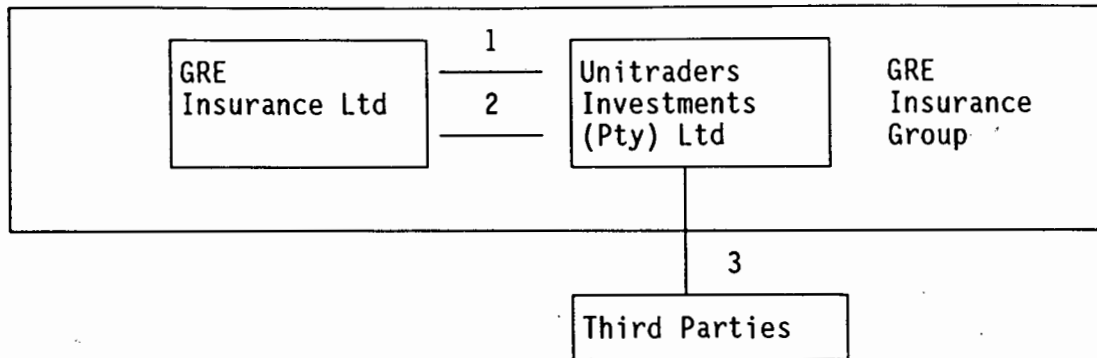 1
GRE
Insurance Ltd
2
Unitraders
Investments
(Pty) Ltd
GRE
Insurance
Group
3
Third Parties